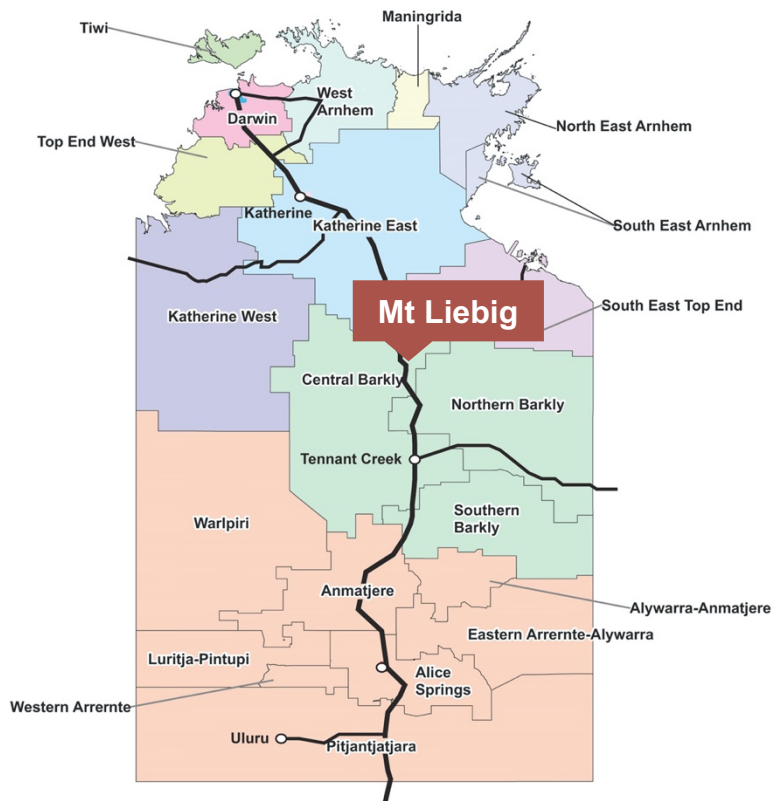 Maningrida
Tiwi
West
Arnhem
Darwin
North East Arnhem
Top End West
Katherine
Katherine East
South East Arnhem
Mt Liebig
South East Top End
Katherine West
Central Barkly
Northern Barkly
Tennant Creek
Southern
Barkly
Warlpiri
Anmatjere
Alywarra-Anmatjere
Eastern Arrernte-Alywarra
Luritja-Pintupi
Alice
Springs
Western Arrernte
Uluru
Pitjantjatjara